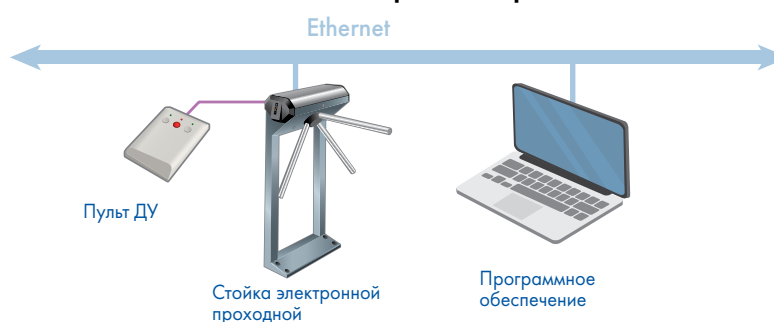 Ethernet
Пульт ДУ
Стойка электронной
проходной
Программное
обеспечение